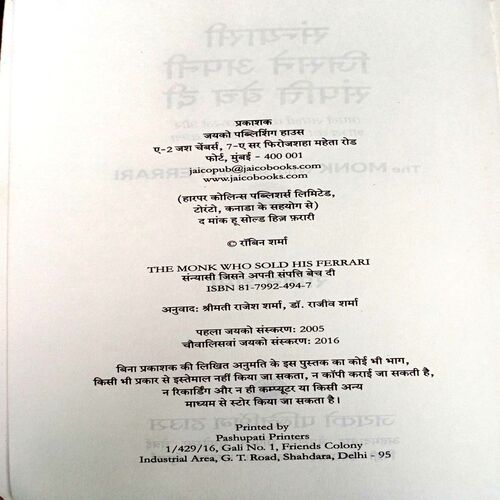 प्रकाशक
जयको पब्लिशिंग हाउस
ए-2 जश चेंबर्स, 7-ए सर फिरोजशहा महेता रोड
फोर्ट, मुंबई - 400 001
jaicopub@jaicobooks.com
www.jaicobooks.com
(हारपर कोलिन्स पब्लिशर्स लिमिटेड,
टोरंटो, कनाडा के सहयोग से)
द मांक हू सोल्ड हिज़ फ़रारी
© रॉबिन शर्मा
THE MONK WHO SOLD HIS FERRARI
संन्यासी जिसने अपनी संपत्ति बेच दी
ISBN 81-7992-494-7
अनुवाद: श्रीमती राजेश शर्मा, डॉ. राजीव शर्मा
पहला जयको संस्करण: 2005
चौवालिसवां जयको संस्करण: 2016
बिना प्रकाशक की लिखित अनुमति के इस पुस्तक का कोई भी भाग,
किसी भी प्रकार से इस्तेमाल नहीं किया जा सकता, न कॉपी कराई जा सकती है,
न रिकार्डिंग और न ही कम्प्यूटर या किसी अन्य
माध्यम से स्टोर किया जा सकता है।
Printed by
Pashupati Printers
1/429/16, Gali No. 1, Friends Colony
Industrial Area, G. T. Road, Shahdara, Delhi - 95